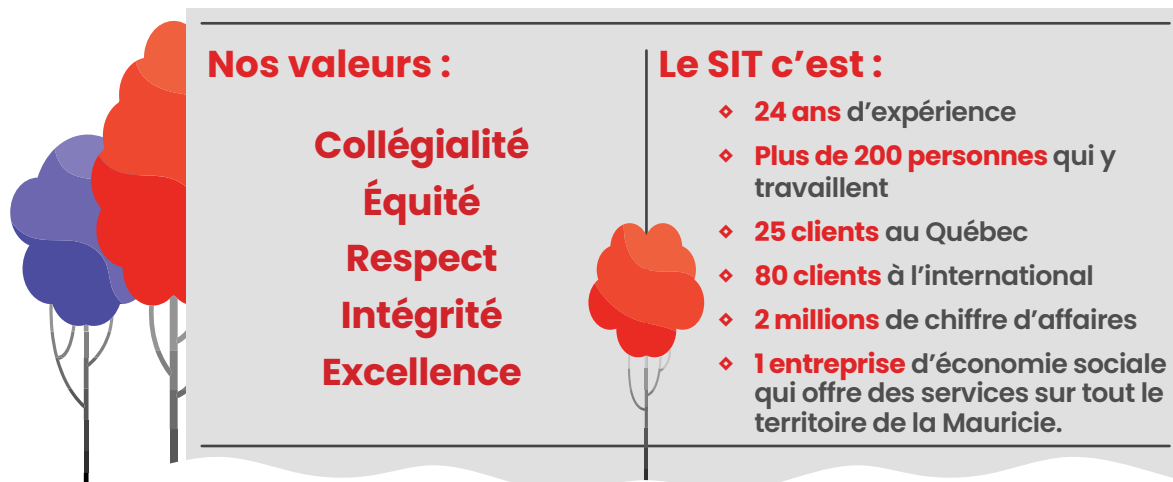 Nos valeurs :
Collégialité
Équité
Respect
Intégrité
Excellence
Le SIT c’est :
24 ans d’expérience
Plus de 200 personnes qui y
travaillent
25 clients au Québec
80 clients à l’international
2 millions de chiffre d’affaires
1 entreprise d’économie sociale
qui offre des services sur tout le
territoire de la Mauricie.